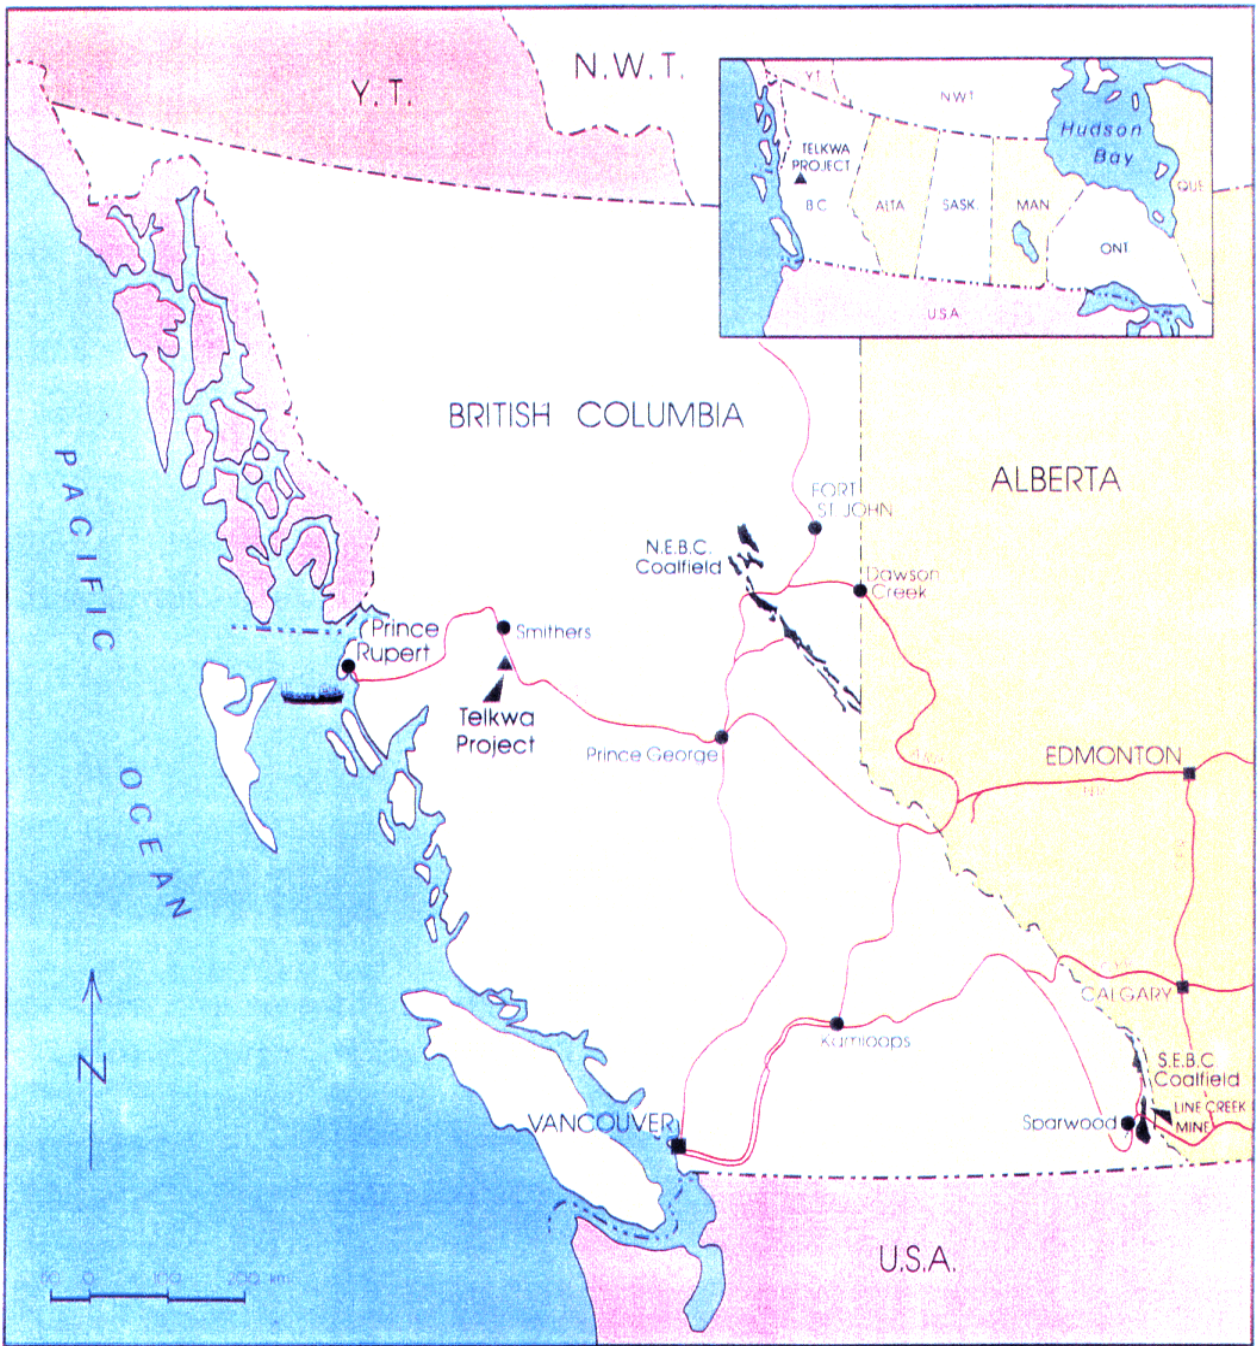 Y.T.
N.W.T.
Y.T.
NWT
Hudson
Bay
TELKWA
PROJECT
B C
ALTA
SASK.
MAN
ONT
QUE
U.S.A
BRITISH COLUMBIA
ALBERTA
PACIFIC
OCEAN
FORT
ST. JOHN
N.E.B.C.
Coalfield
Dawson
Creek
Prince
Rupert
Smithers
Telkwa
Project
Prince George
EDMONTON
CALGARY
Kamloops
S.E.B.C
Coalfield
LINE CREEK
MINE
Sparwood
VANCOUVER
N
U.S.A.
50 0 100 200 km